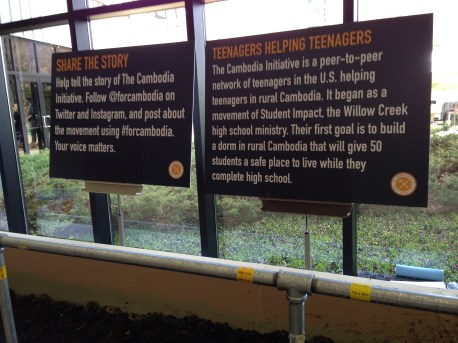 SHARE THE STORY
Help tell the story of The Cambodia
Initiative. Follow @forcambodia on
Twitter and Instagram, and post about
the movement using #forcambodia.
Your voice matters.
TEENAGERS HELPING TEENAGERS
The Cambodia Initiative is a peer-to-peer
network of teenagers in the U.S. helping
teenagers in rural Cambodia. It began as a
movement of Student Impact, the Willow Creek
high school ministry. Their first goal is to build
a dorm in rural Cambodia that will give 50
students a safe place to live while they
complete high school.